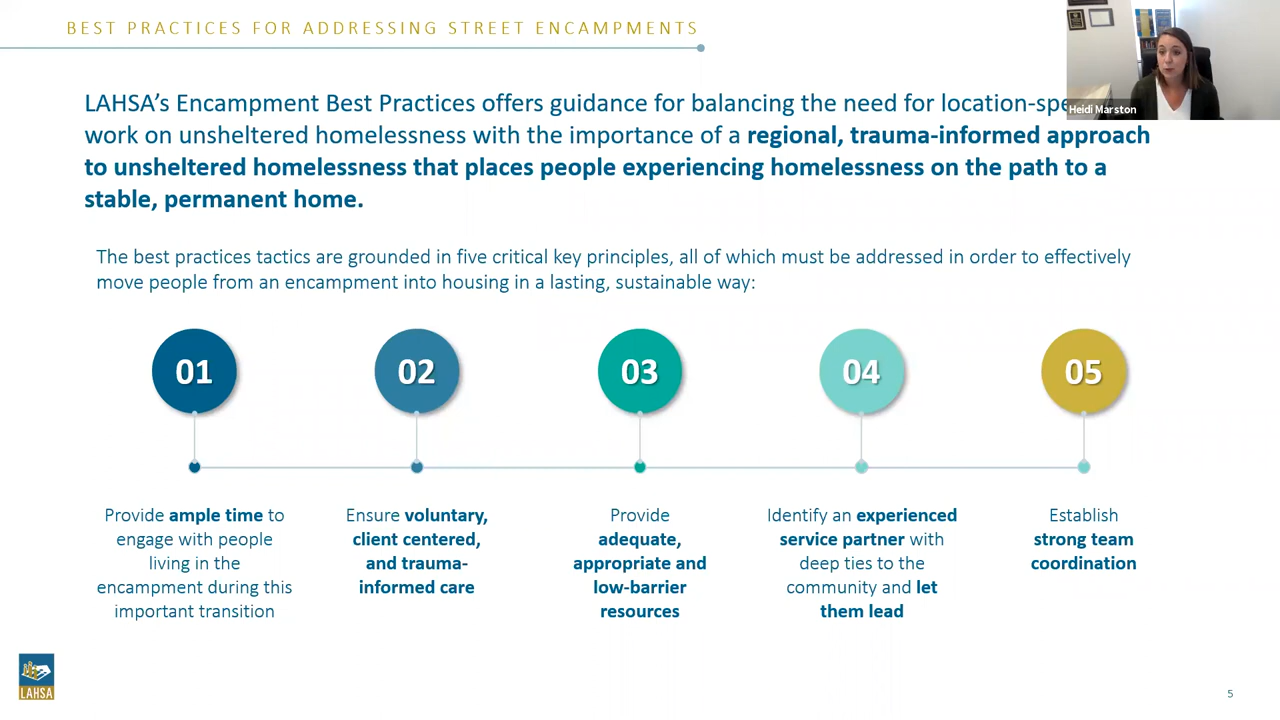 BEST PRACTICES FOR ADDRESSING STREET ENCAMPMENTS
Heidi Marston
LAHSA's Encampment Best Practices offers guidance for balancing the need for
work on unsheltered homelessness with the importance of a regional, trauma-informed approach
to unsheltered homelessness that places people experiencing homelessness on the path to a
stable, permanent home.
The best practices tactics are grounded in five critical key principles, all of which must be addressed in order to effectively
move people from an encampment into housing in a lasting, sustainable way:
01
02
03
04
05
Provide ample time to
engage with people
living in the
encampment during this
important transition
Ensure voluntary,
client centered,
and trauma-
informed care
Provide
adequate,
appropriate and
low-barrier
resources
Identify an experienced
service partner with
deep ties to the
community and let
them lead
Establish
strong team
coordination
LAHSA
5